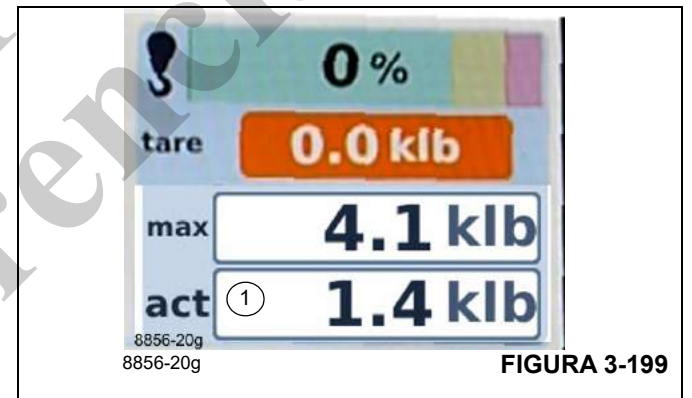 0 %
tare 0.0 klb
max 4.1 klb
act 1 1.4 klb
8856-20g
8856-20g
FIGURA 3-199